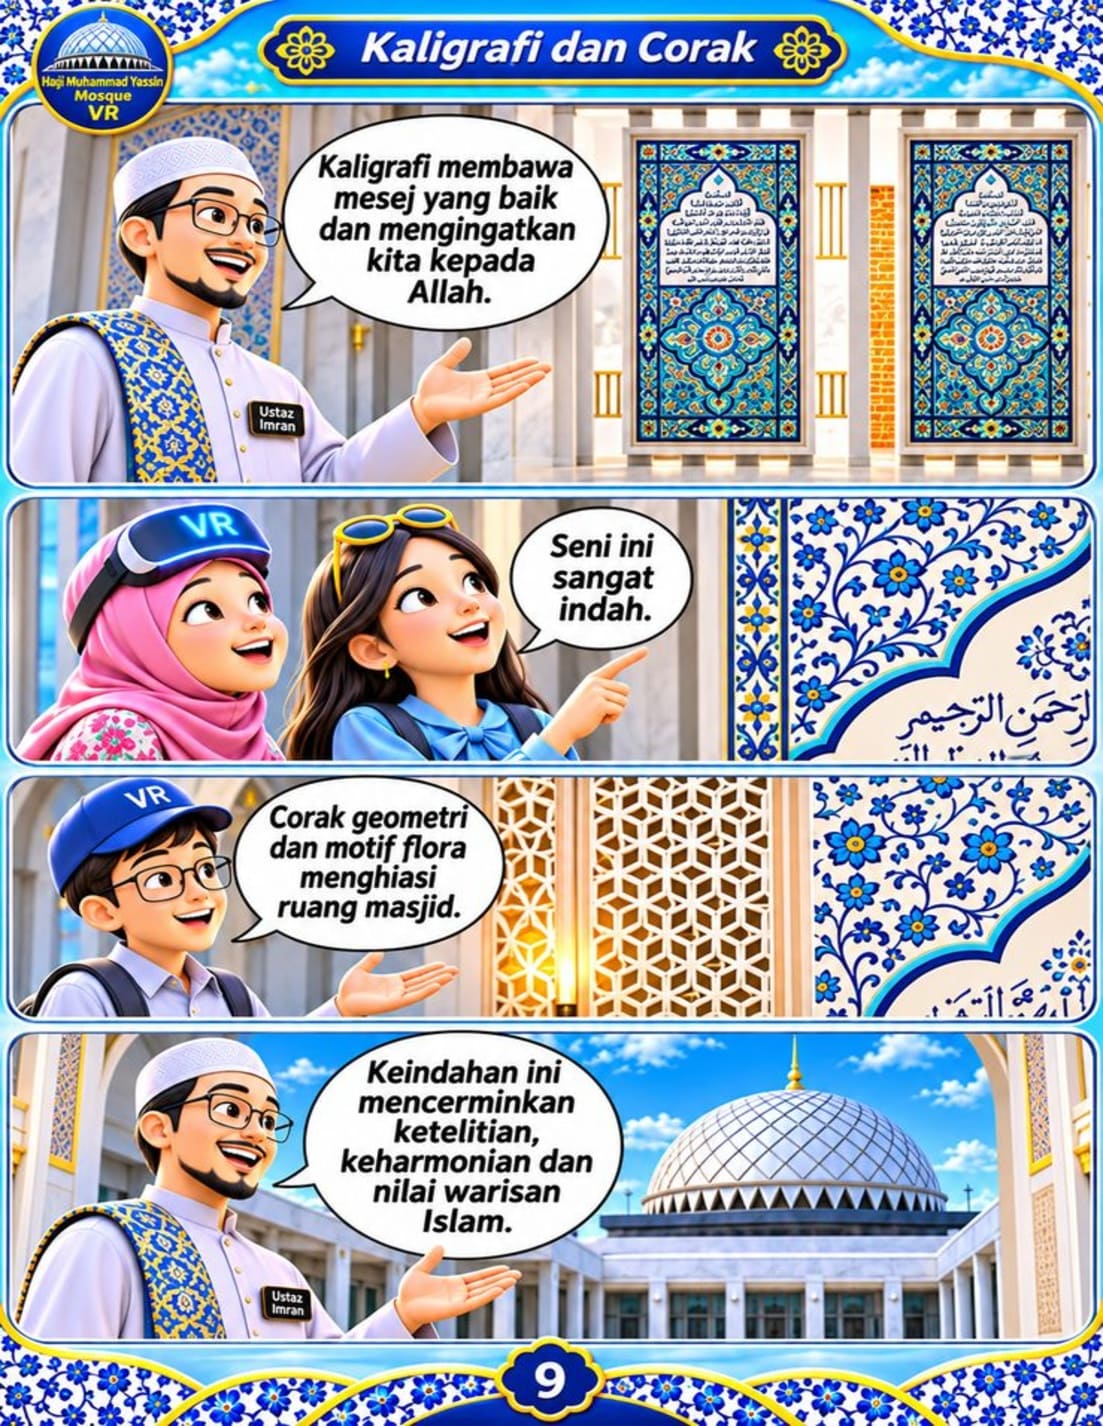 Haji Muhammad Yassin
Mosque
VR
Kaligrafi dan Corak
Kaligrafi membawa
mesej yang baik
dan mengingatkan
kita kepada
Allah.
Ustaz
Imran
VR
Seni ini
sangat
indah.
VR
Corak geometri
dan motif flora
menghiasi
ruang masjid.
Keindahan ini
mencerminkan
ketelitian,
keharmonian dan
nilai warisan
Islam.
Ustaz
Imran
9